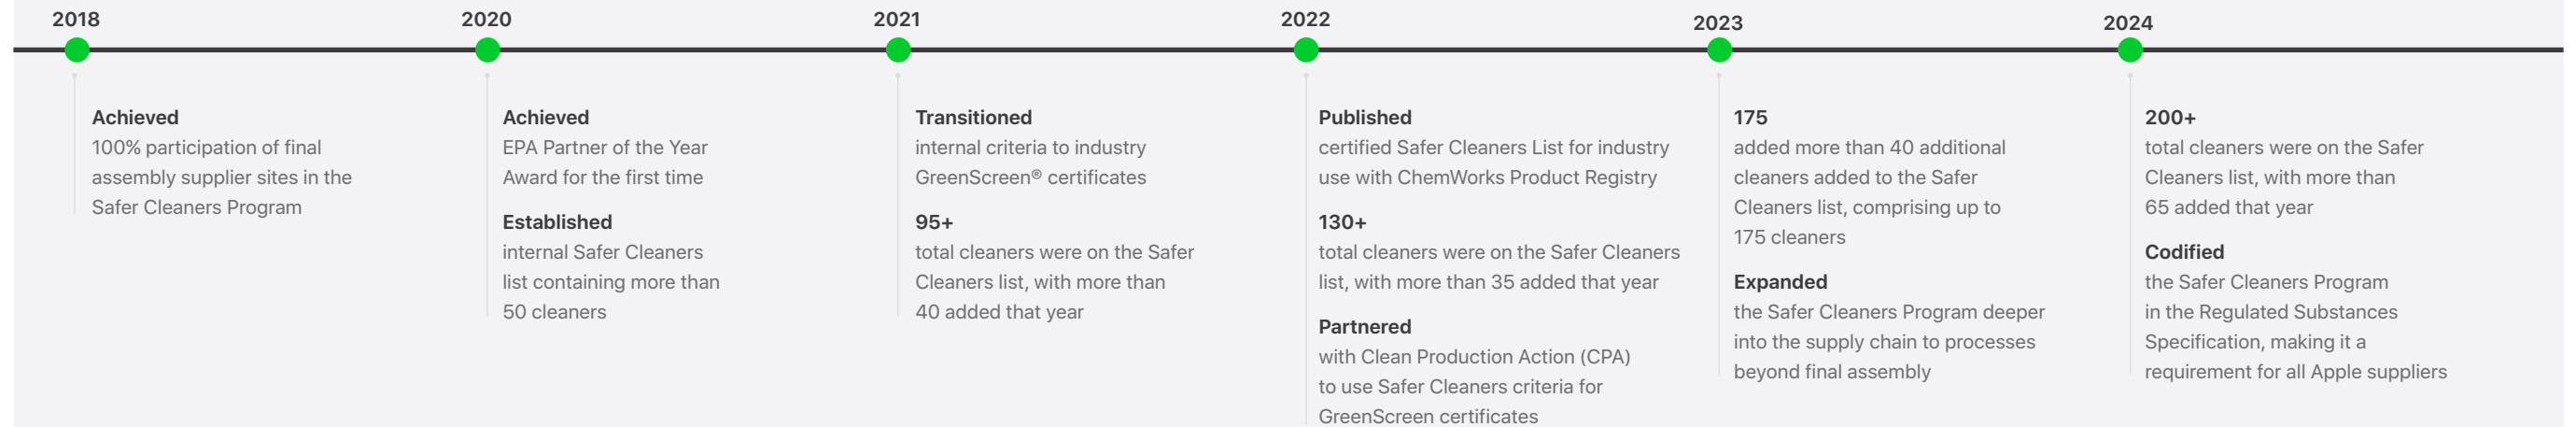 2018
Achieved
100% participation of final
assembly supplier sites in the
Safer Cleaners Program
2020
Achieved
EPA Partner of the Year
Award for the first time
Established
internal Safer Cleaners
list containing more than
50 cleaners
2021
Transitioned
internal criteria to industry
GreenScreen® certificates
95+
total cleaners were on the Safer
Cleaners list, with more than
40 added that year
2022
Published
certified Safer Cleaners List for industry
use with ChemWorks Product Registry
130+
total cleaners were on the Safer Cleaners
list, with more than 35 added that year
Partnered
with Clean Production Action (CPA)
to use Safer Cleaners criteria for
GreenScreen certificates
2023
175
added more than 40 additional
cleaners added to the Safer
Cleaners list, comprising up to
175 cleaners
Expanded
the Safer Cleaners Program deeper
into the supply chain to processes
beyond final assembly
2024
200+
total cleaners were on the Safer
Cleaners list, with more than
65 added that year
Codified
the Safer Cleaners Program
in the Regulated Substances
Specification, making it a
requirement for all Apple suppliers